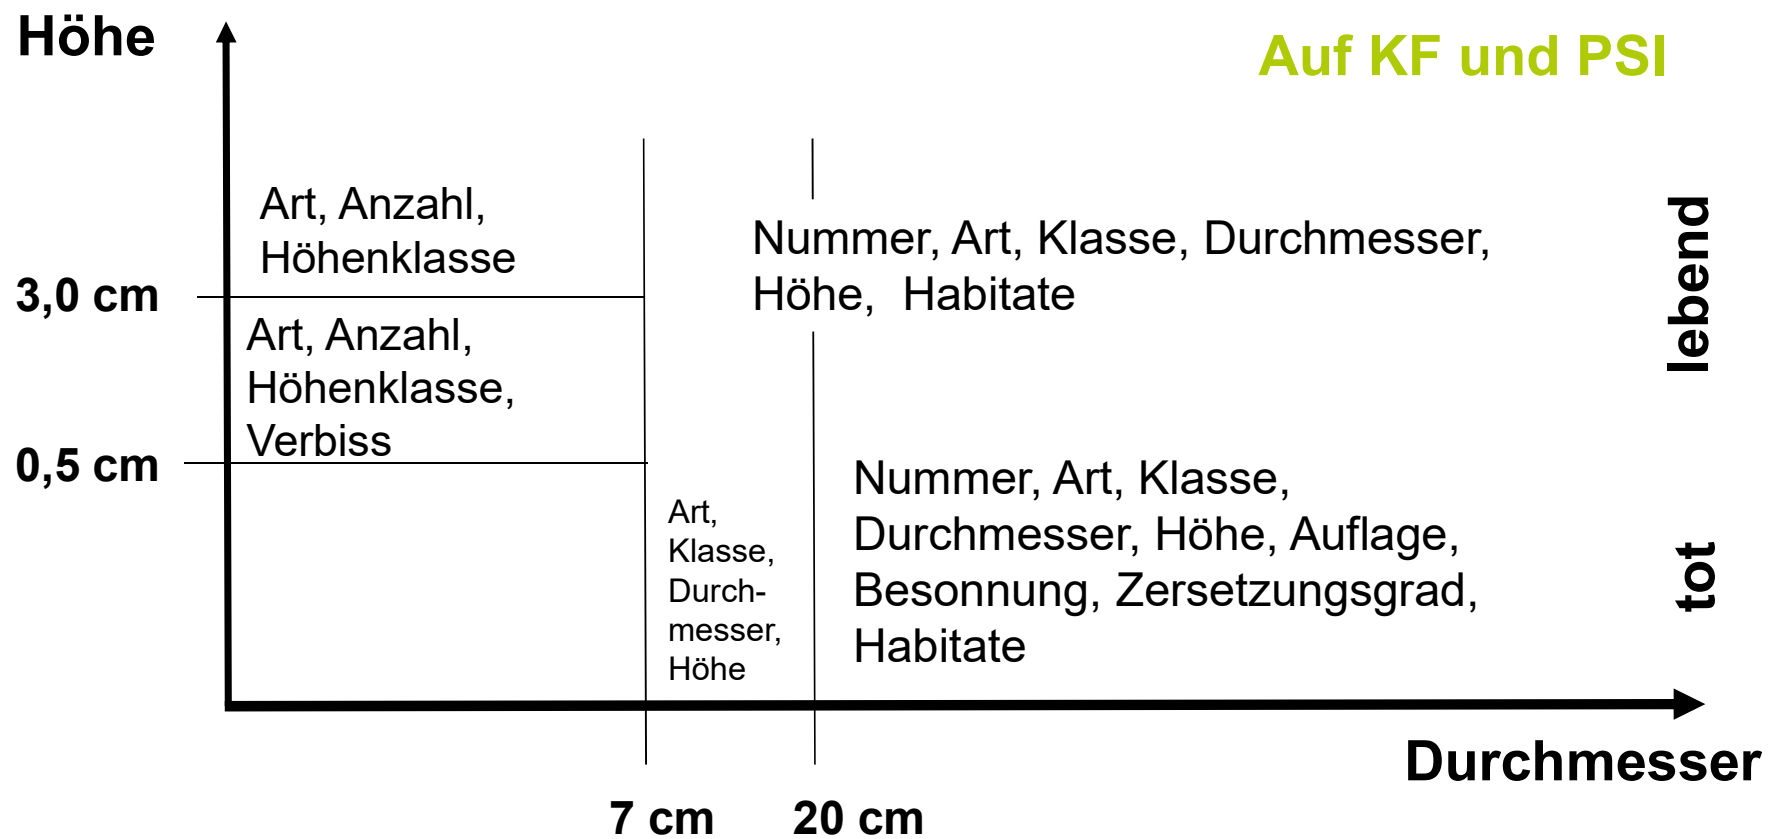 Höhe
Auf KF und PSI
Art, Anzahl,
Höhenklasse
Nummer, Art, Klasse, Durchmesser,
Höhe, Habitate
lebend
3,0 cm
Art, Anzahl,
Höhenklasse,
Verbiss
0,5 cm
Art,
Klasse,
Durch-
messer,
Höhe
Nummer, Art, Klasse,
Durchmesser, Höhe, Auflage,
Besonnung, Zersetzungsgrad,
Habitate
tot
Durchmesser
7 cm
20 cm